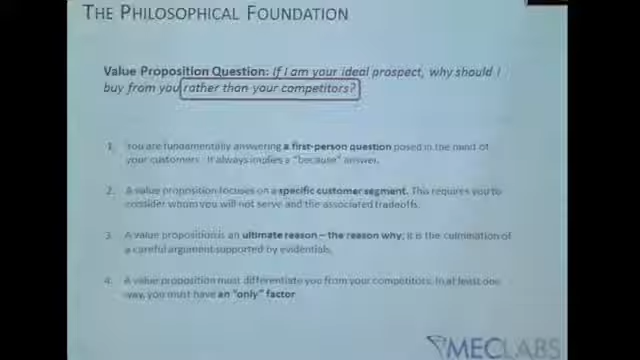 THE PHILOSOPHICAL FOUNDATION
Value Proposition Question: If I am your ideal prospect, why should I
buy from you rather than your competitors?
1. You are fundamentally answering a first-person question posed in the mind of
your customers. It always implies a "because" answer.
2. A value proposition focuses on a specific customer segment. This requires you to
consider whom you will not serve and the associated tradeoffs.
3. A value proposition is an ultimate reason – the reason why; it is the culmination of
a careful argument supported by evidentials.
4. A value proposition must differentiate you from your competitors. In at least one
way, you must have an "only" factor
MECLABS